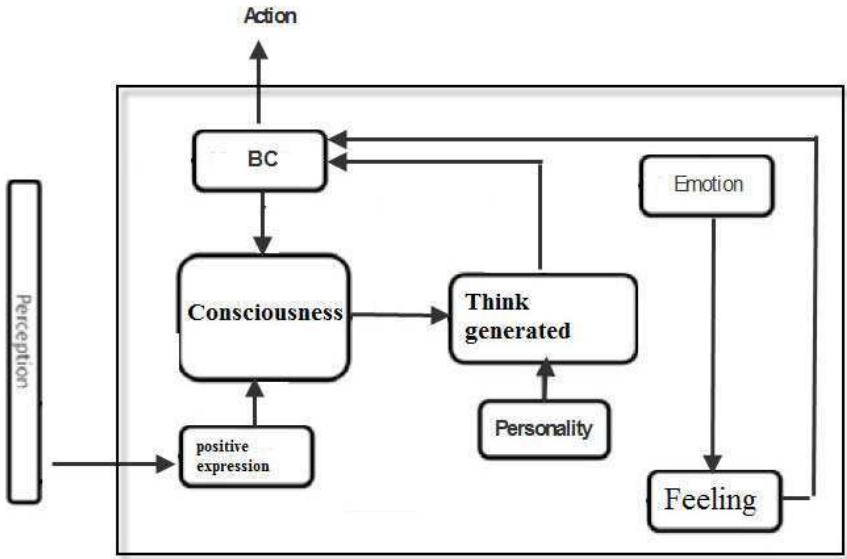 Action
BC
Emotion
Perception
Consciousness
Think
generated
Personality
positive
expression
Feeling